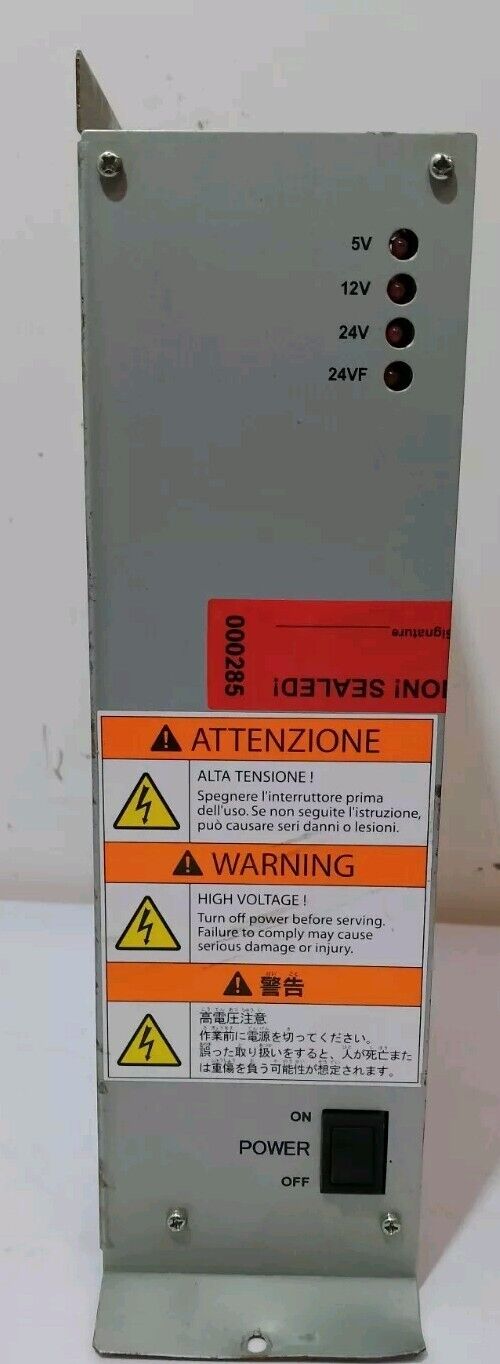 5V
12V
24V
24VF
Signature
ION! SEALED!
000285
ATTENZIONE
ALTA TENSIONE !
Spegnere l'interruttore prima
dell'uso. Se non seguite l'istruzione,
può causare seri danni o lesioni.
WARNING
HIGH VOLTAGE !
Turn off power before serving.
Failure to comply may cause
serious damage or injury.
警告
高電圧注意
作業前に電源を切ってください。
誤った取り扱いをすると、人が死亡また
は重傷を負う可能性が想定されます。
ON
POWER
OFF